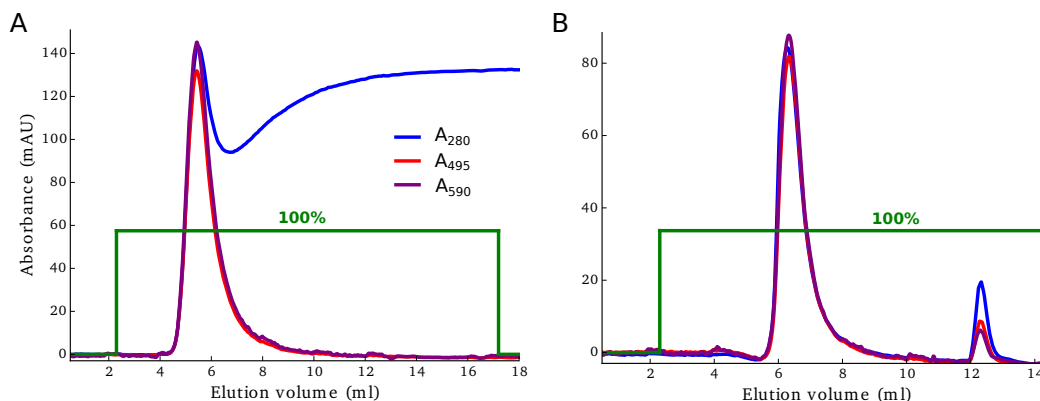 A
140
120
100
80
60
40
20
0
Absorbance (mAU)
100%
A280
A495
A590
2 4 6 8 10 12 14 16 18
Elution volume (ml)
B
80
60
40
20
0
100%
2 4 6 8 10 12 14
Elution volume (ml)